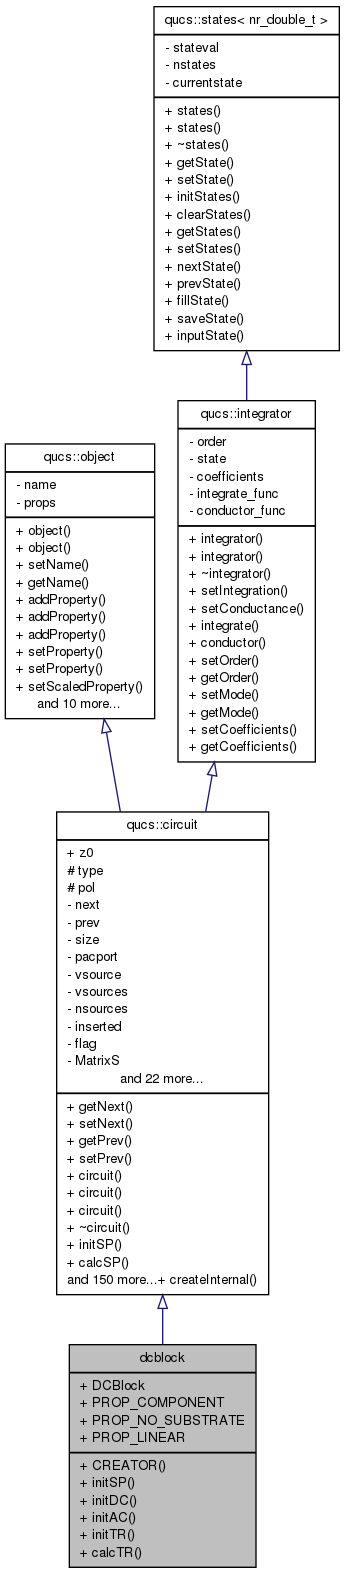 qucs::states< nr_double_t >
- stateval
- nstates
- currentstate
+ states()
+ states()
+ ~states()
+ getState()
+ setState()
+ initStates()
+ clearStates()
+ getStates()
+ setStates()
+ nextState()
+ prevState()
+ fillState()
+ saveState()
+ inputState()
qucs::integrator
- order
- state
- coefficients
- integrate_func
- conductor_func
+ integrator()
+ integrator()
+ ~integrator()
+ setIntegration()
+ setConductance()
+ integrate()
+ conductor()
+ setOrder()
+ getOrder()
+ setMode()
+ getMode()
+ setCoefficients()
+ getCoefficients()
qucs::object
- name
- props
+ object()
+ object()
+ setName()
+ getName()
+ addProperty()
+ addProperty()
+ addProperty()
+ setProperty()
+ setProperty()
+ setScaledProperty()
and 10 more...
qucs::circuit
+ z0
# type
# pol
- next
- prev
- size
- pacport
- vsource
- vsources
- nsources
- inserted
- flag
- MatrixS
and 22 more...
+ getNext()
+ setNext()
+ getPrev()
+ setPrev()
+ circuit()
+ circuit()
+ circuit()
+ ~circuit()
+ initSP()
+ calcSP()
and 150 more...+ createInternal()
dcblock
+ DCBlock
+ PROP_COMPONENT
+ PROP_NO_SUBSTRATE
+ PROP_LINEAR
+ CREATOR()
+ initSP()
+ initDC()
+ initAC()
+ initTR()
+ calcTR()